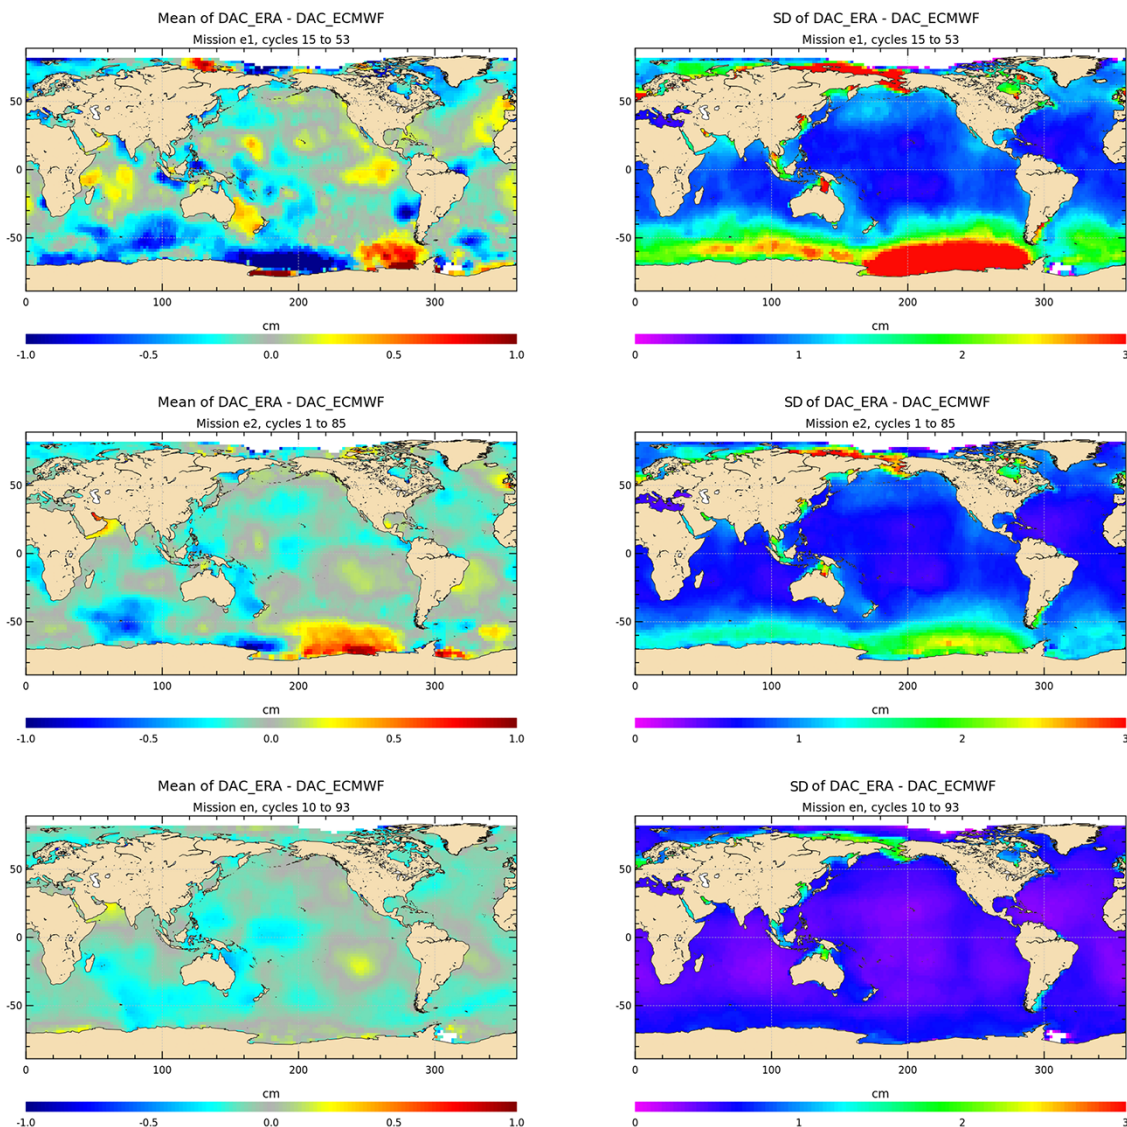 Mean of DAC_ERA - DAC_ECMWF
Mission e1, cycles 15 to 53
50
0
-50
0 100 200 300
cm
-1.0 -0.5 0.0 0.5 1.0
SD of DAC_ERA - DAC_ECMWF
Mission e1, cycles 15 to 53
50
0
-50
0 100 200 300
cm
0 1 2 3
Mean of DAC_ERA - DAC_ECMWF
Mission e2, cycles 1 to 85
50
0
-50
0 100 200 300
cm
-1.0 -0.5 0.0 0.5 1.0
SD of DAC_ERA - DAC_ECMWF
Mission e2, cycles 1 to 85
50
0
-50
0 100 200 300
cm
0 1 2 3
Mean of DAC_ERA - DAC_ECMWF
Mission en, cycles 10 to 93
50
0
-50
0 100 200 300
cm
-1.0 -0.5 0.0 0.5 1.0
SD of DAC_ERA - DAC_ECMWF
Mission en, cycles 10 to 93
50
0
-50
0 100 200 300
cm
0 1 2 3